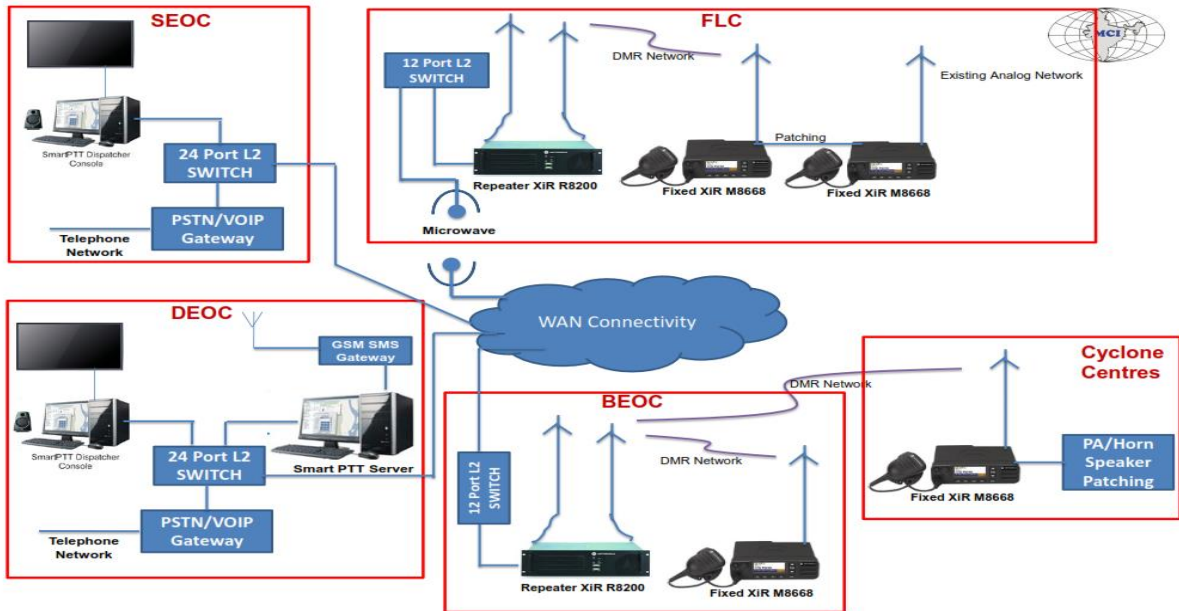 SEOC
SmartPTT Dispatcher
Console
24 Port L2
SWITCH
PSTN/VOIP
Gateway
Telephone
Network
FLC
MCI
12 Port L2
SWITCH
DMR Network
Existing Analog Network
Patching
Repeater XiR R8200
Fixed XiR M8668
Fixed XiR M8668
Microwave
WAN Connectivity
DEOC
GSM SMS
Gateway
SmartPTT Dispatcher
Console
Smart PTT Server
24 Port L2
SWITCH
PSTN/VOIP
Gateway
Telephone
Network
BEOC
DMR Network
DMR Network
12 Port L2
SWITCH
Repeater XiR R8200
Fixed XiR M8668
Cyclone
Centres
Fixed XiR M8668
PA/Horn
Speaker
Patching